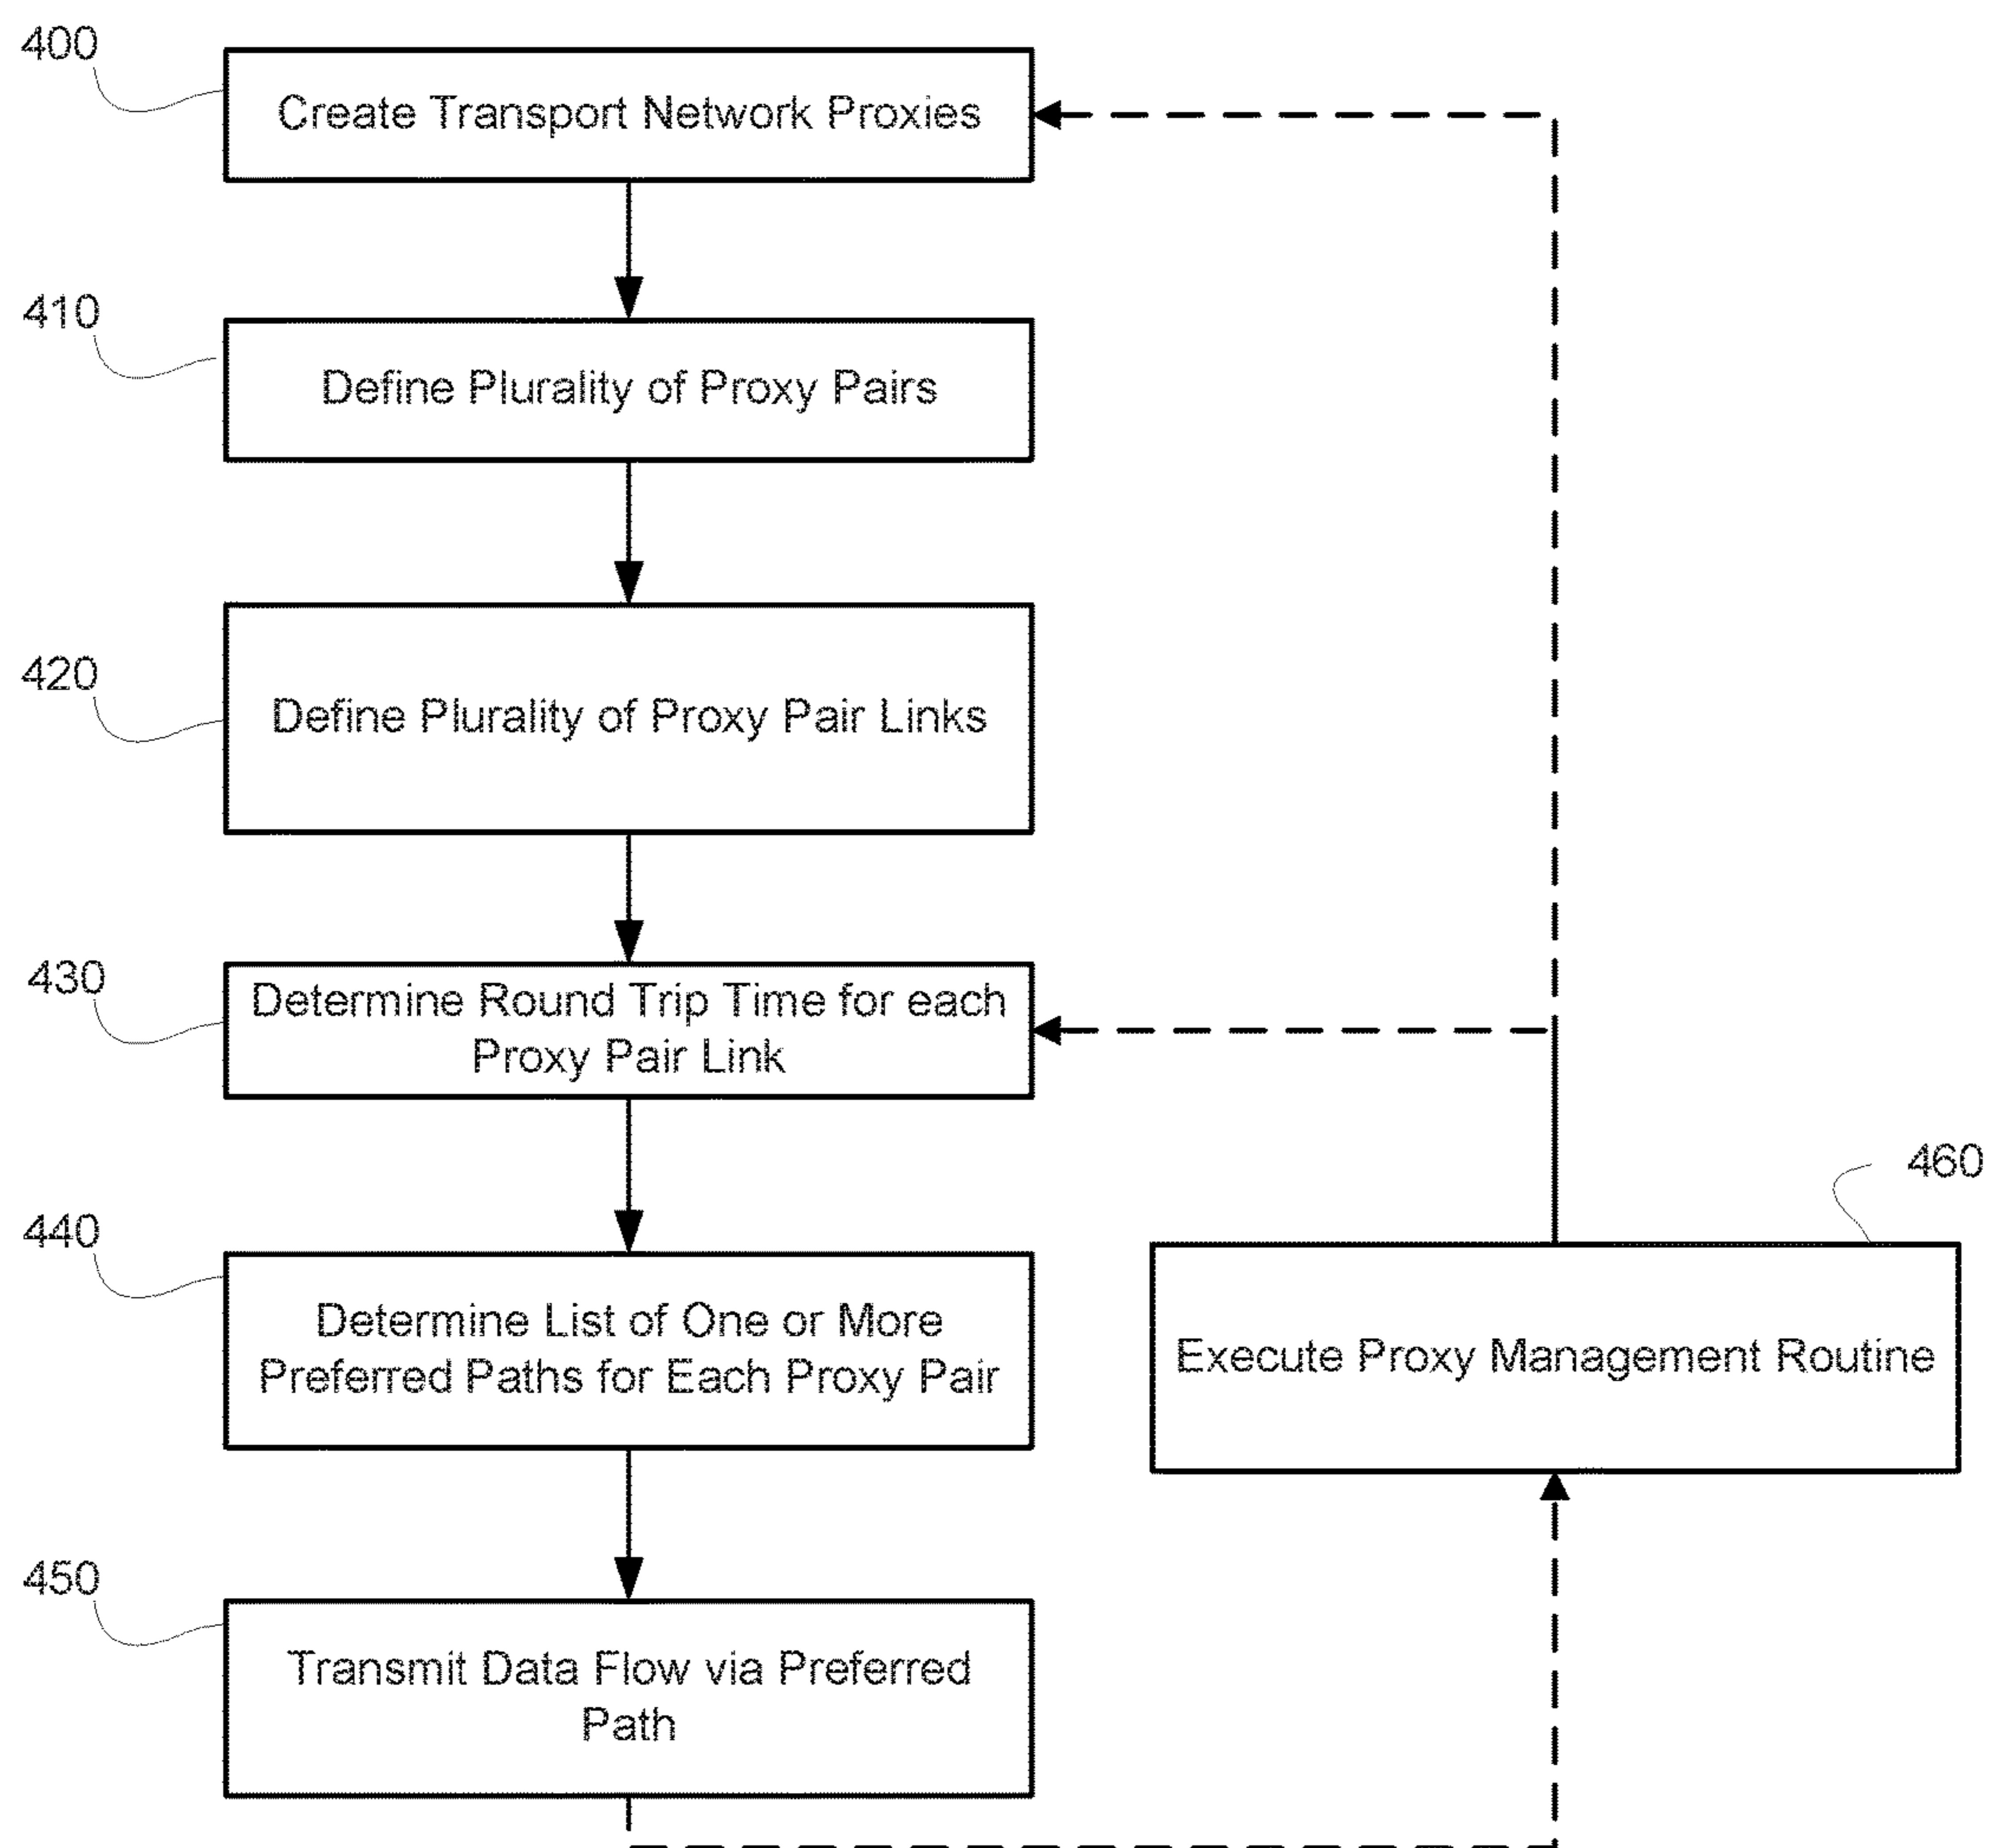 400
Create Transport Network Proxies
410
Define Plurality of Proxy Pairs
420
Define Plurality of Proxy Pair Links
430
Determine Round Trip Time for each
Proxy Pair Link
440
Determine List of One or More
Preferred Paths for Each Proxy Pair
460
Execute Proxy Management Routine
450
Transmit Data Flow via Preferred
Path